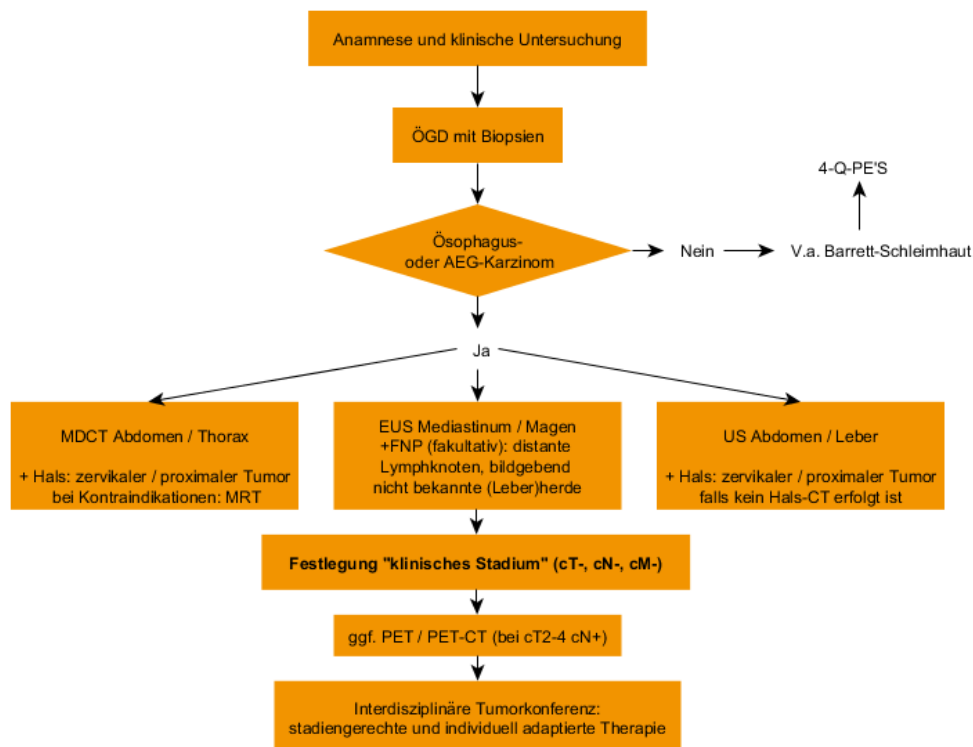 Anamnese und klinische Untersuchung
ÖGD mit Biopsien
4-Q-PE'S
Ösophagus-
oder AEG-Karzinom
Nein
V.a. Barrett-Schleimhaut
Ja
MDCT Abdomen / Thorax
+ Hals: zervikaler / proximaler Tumor
bei Kontraindikationen: MRT
EUS Mediastinum / Magen
+FNP (fakultativ): distante
Lymphknoten, bildgebend
nicht bekannte (Leber)herde
US Abdomen / Leber
+ Hals: zervikaler / proximaler Tumor
falls kein Hals-CT erfolgt ist
Festlegung "klinisches Stadium" (cT-, cN-, cM-)
ggf. PET / PET-CT (bei cT2-4 cN+)
Interdisziplinäre Tumorkonferenz:
stadiengerechte und individuell adaptierte Therapie